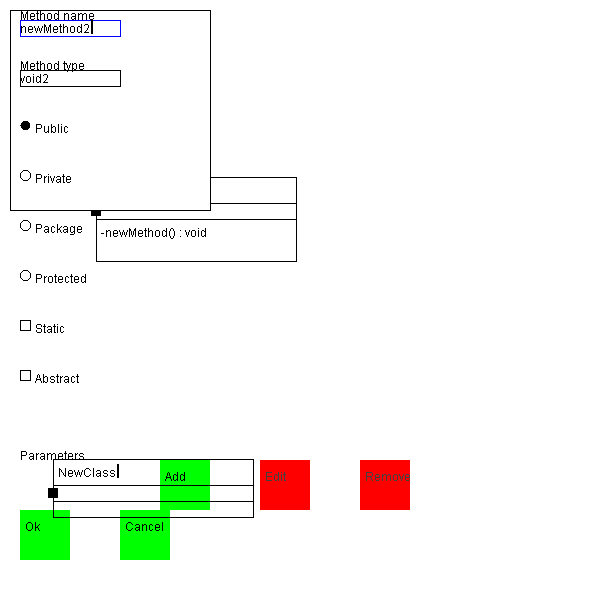 Method name
newMethod2
Method type
void2
Public
Private
Package
-newMethod() : void
Protected
Static
Abstract
Parameters
NewClass
Add
Edit
Remove
Ok
Cancel